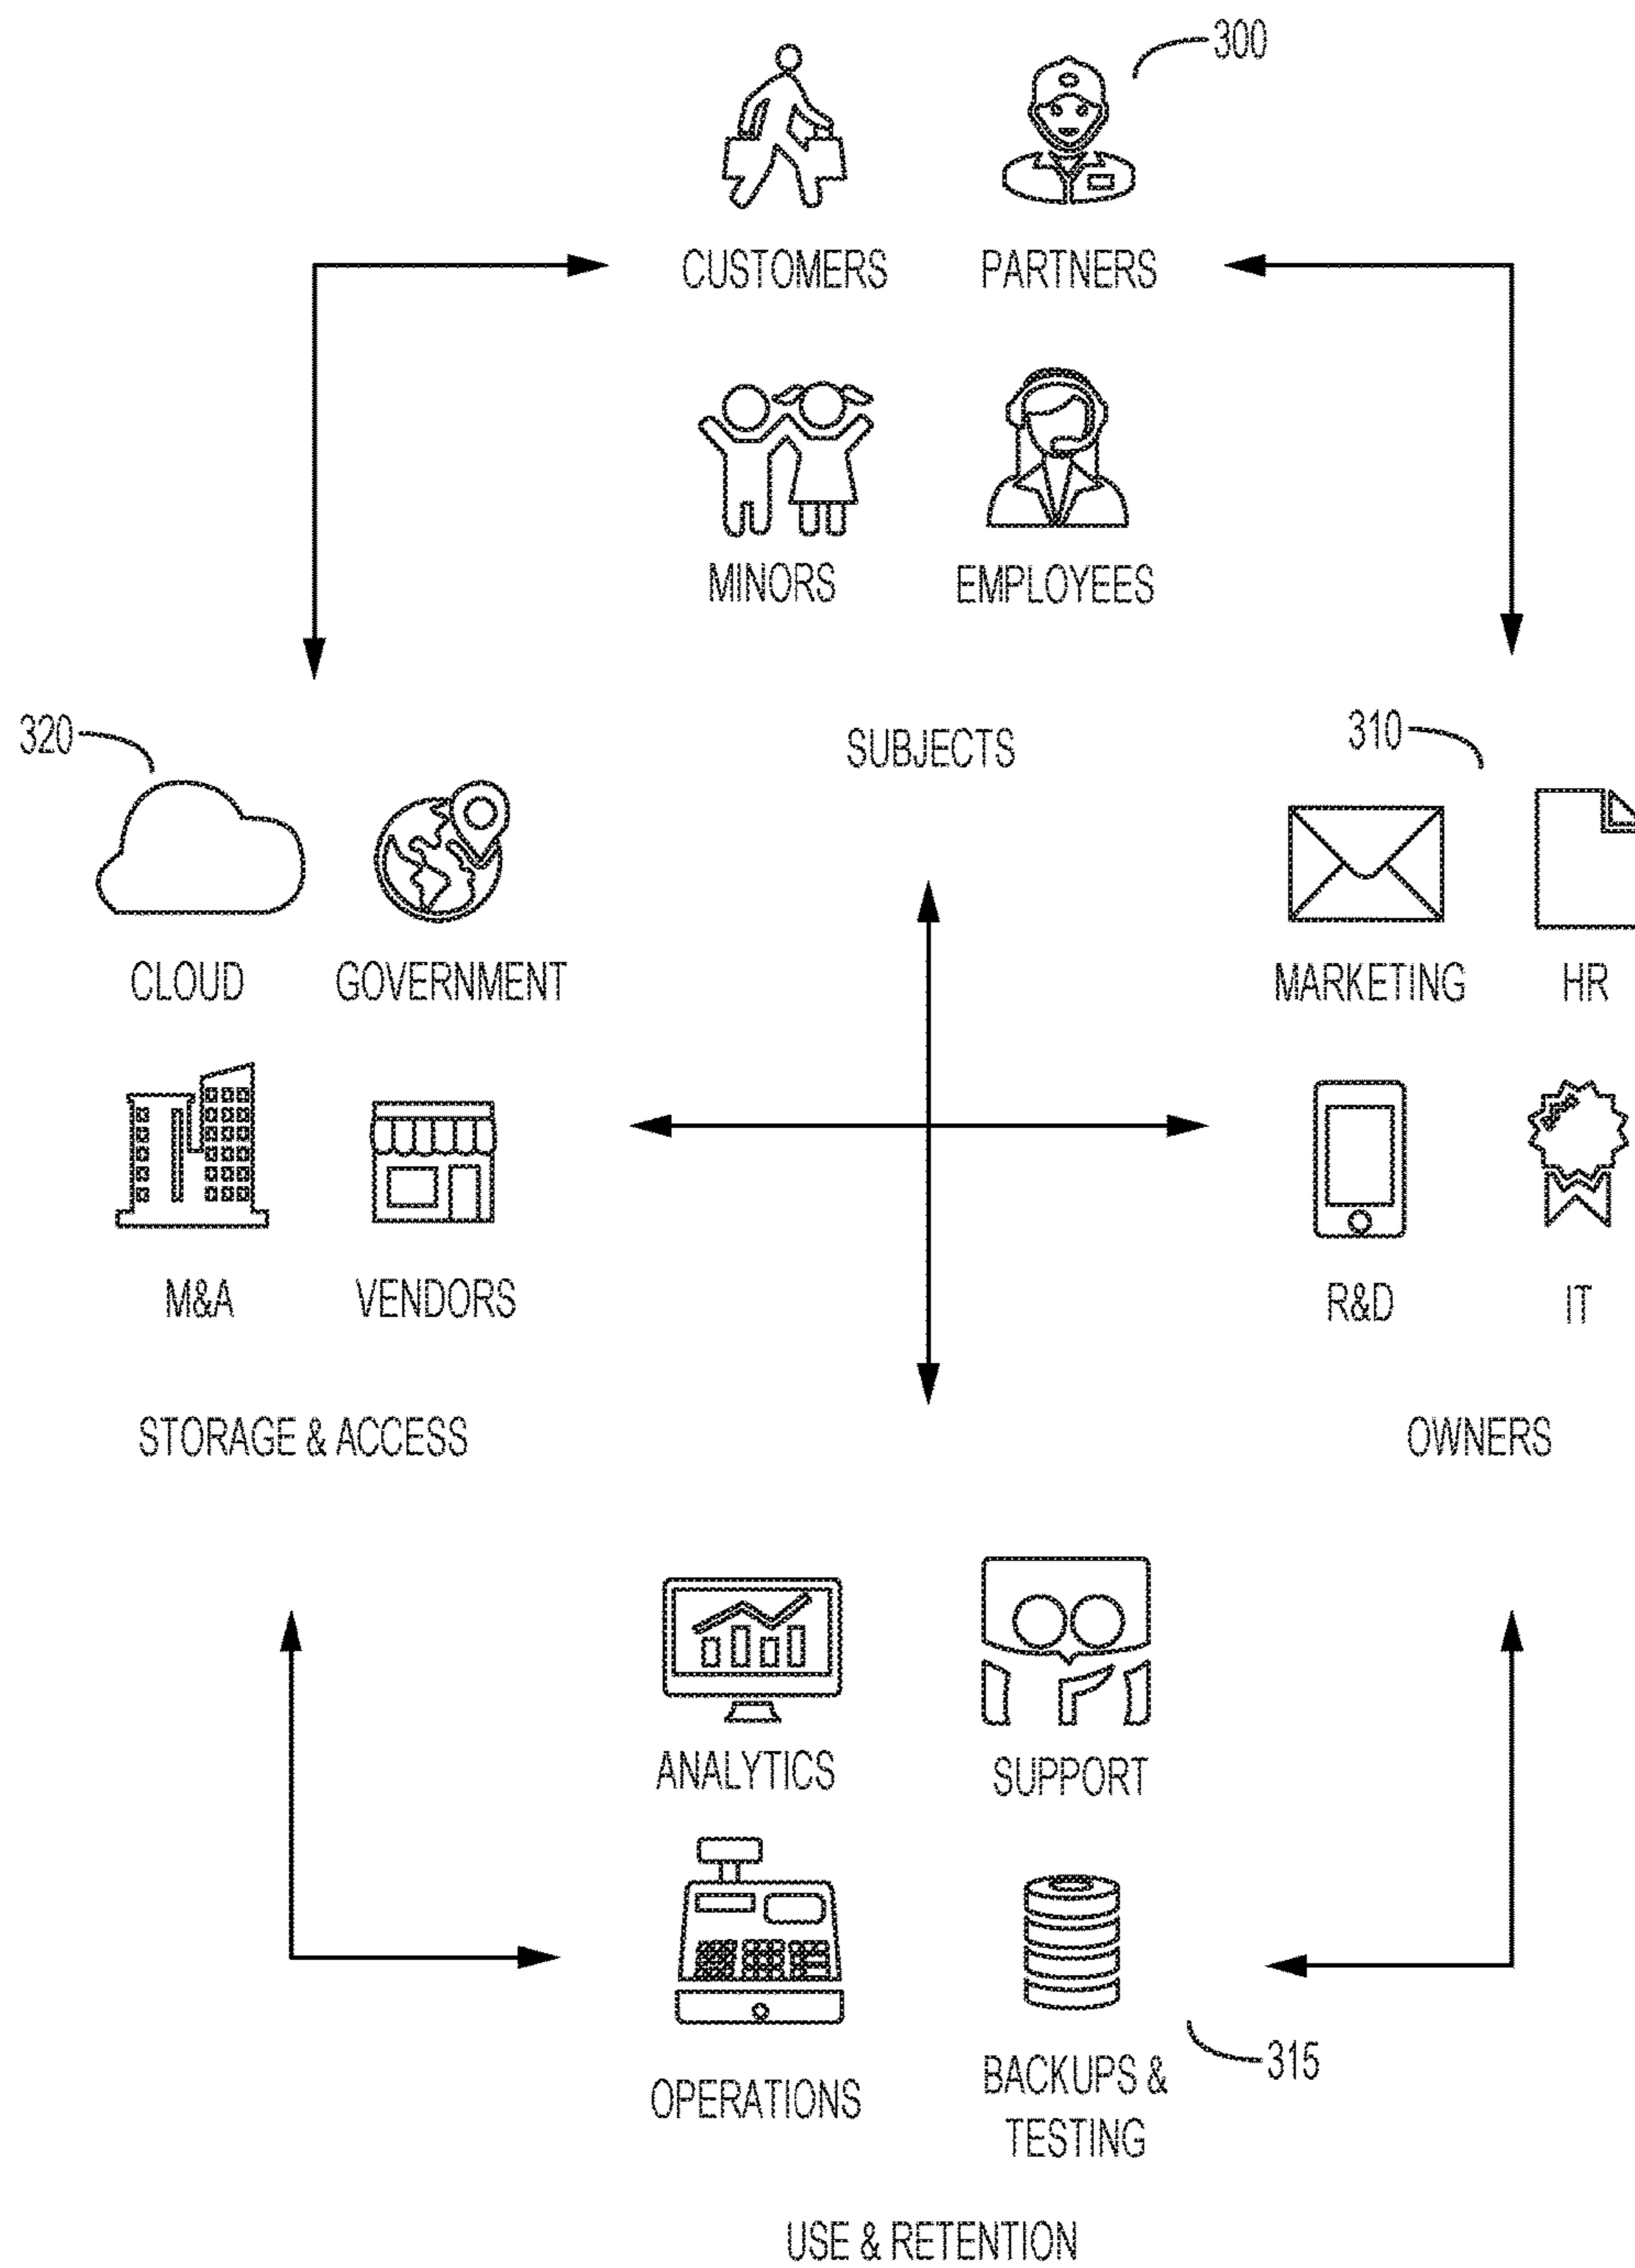 300
CUSTOMERS
PARTNERS
MINORS
EMPLOYEES
SUBJECTS
320
CLOUD
GOVERNMENT
M&A
VENDORS
STORAGE & ACCESS
310
MARKETING
HR
R&D
IT
OWNERS
ANALYTICS
SUPPORT
OPERATIONS
BACKUPS &
TESTING
315
USE & RETENTION